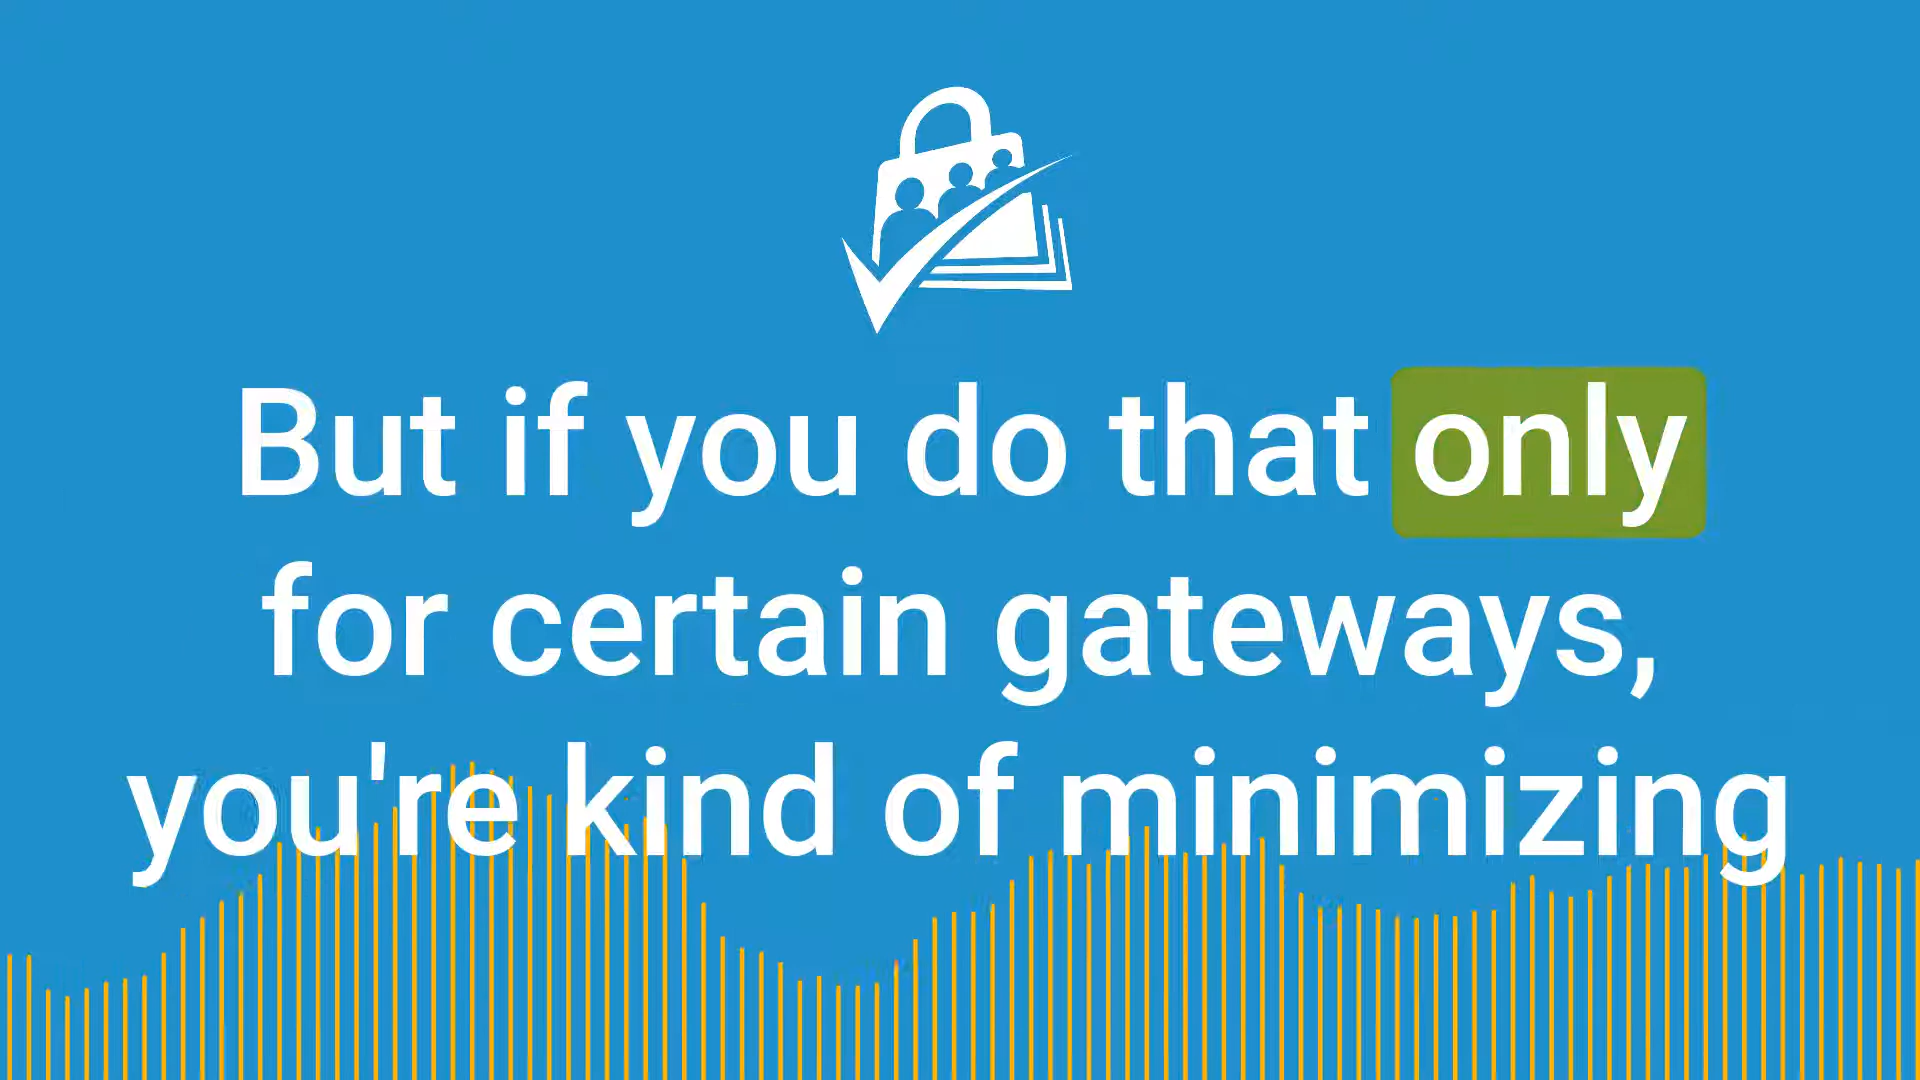 But if you do that only
for certain gateways,
you're kind of minimizing